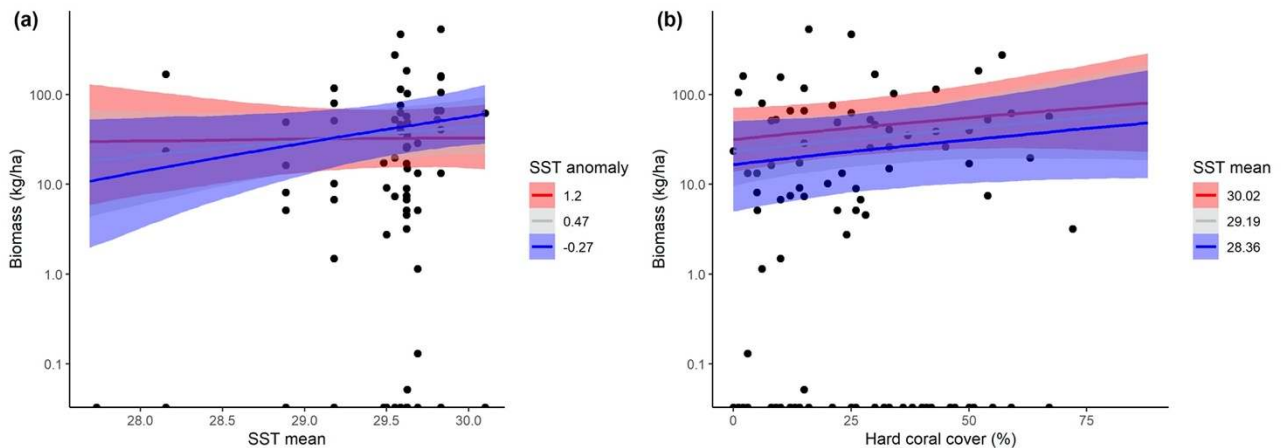 (a)
Biomass (kg/ha)
100.0
10.0
1.0
0.1
28.0 28.5 29.0 29.5 30.0
SST mean
SST anomaly
1.2
0.47
-0.27
(b)
Biomass (kg/ha)
100.0
10.0
1.0
0.1
0 25 50 75
Hard coral cover (%)
SST mean
30.02
29.19
28.36